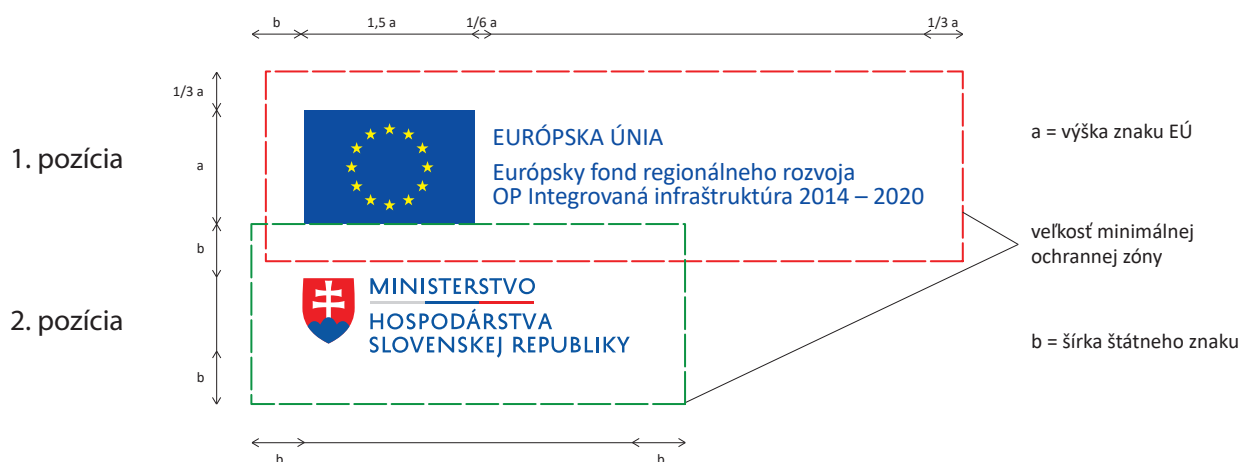 b
1,5 a
1/6 a
1/3 a
1/3 a
1. pozícia
a
EURÓPSKA ÚNIA
Európsky fond regionálneho rozvoja
OP Integrovaná infraštruktúra 2014 – 2020
a = výška znaku EÚ
b
veľkosť minimálnej
ochrannej zóny
2. pozícia
MINISTERSTVO
HOSPODÁRSTVA
SLOVENSKEJ REPUBLIKY
b = šírka štátneho znaku
b
b
b